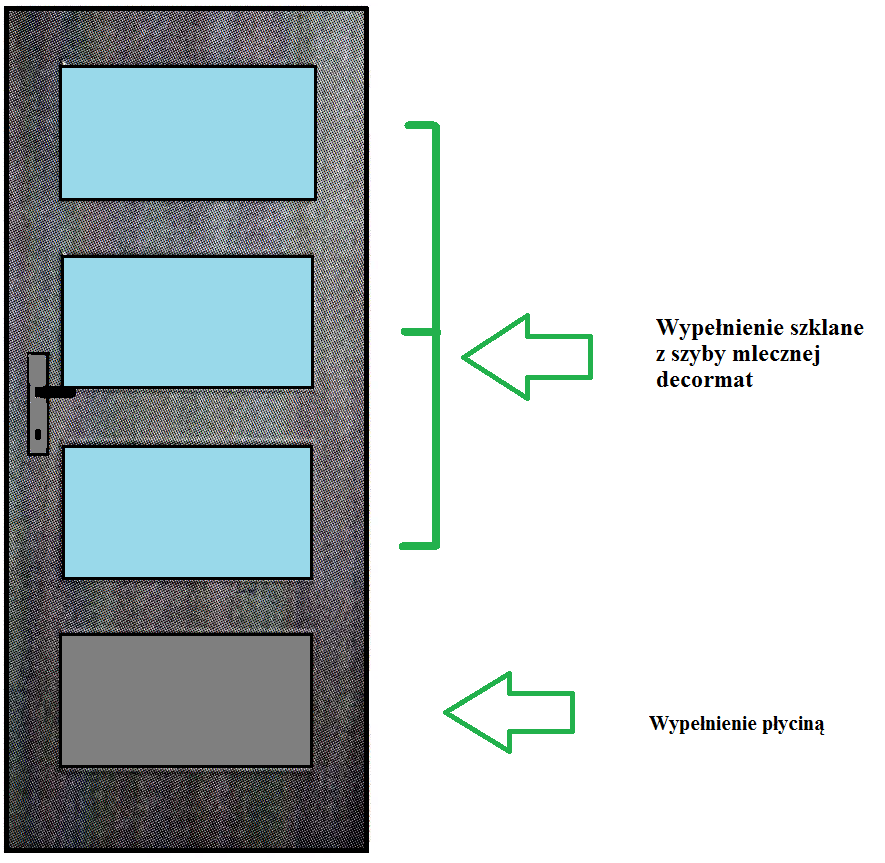 Wypełnienie szklane
z szyby mlecznej
decormat
Wypełnienie płyciną